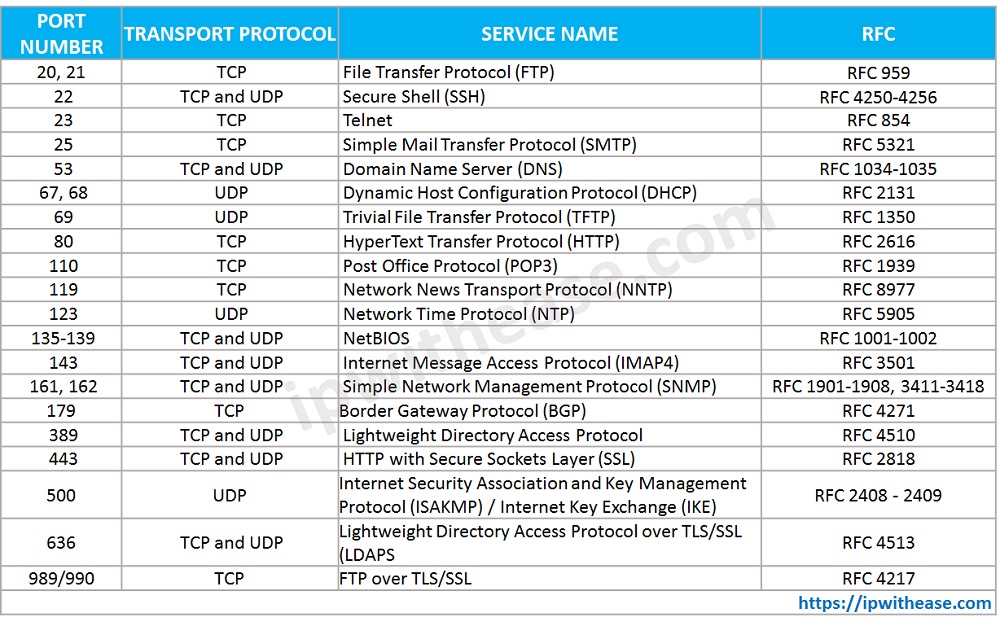 PORT NUMBER TRANSPORT PROTOCOL SERVICE NAME RFC
20, 21 TCP File Transfer Protocol (FTP) RFC 959
22 TCP and UDP Secure Shell (SSH) RFC 4250-4256
23 TCP Telnet RFC 854
25 TCP Simple Mail Transfer Protocol (SMTP) RFC 5321
53 TCP and UDP Domain Name Server (DNS) RFC 1034-1035
67, 68 UDP Dynamic Host Configuration Protocol (DHCP) RFC 2131
69 UDP Trivial File Transfer Protocol (TFTP) RFC 1350
80 TCP HyperText Transfer Protocol (HTTP) RFC 2616
110 TCP Post Office Protocol (POP3) RFC 1939
119 TCP Network News Transport Protocol (NNTP) RFC 8977
123 UDP Network Time Protocol (NTP) RFC 5905
135-139 TCP and UDP NetBIOS RFC 1001-1002
143 TCP and UDP Internet Message Access Protocol (IMAP4) RFC 3501
161, 162 TCP and UDP Simple Network Management Protocol (SNMP) RFC 1901-1908, 3411-3418
179 TCP Border Gateway Protocol (BGP) RFC 4271
389 TCP and UDP Lightweight Directory Access Protocol RFC 4510
443 TCP and UDP HTTP with Secure Sockets Layer (SSL) RFC 2818
500 UDP Internet Security Association and Key Management
Protocol (ISAKMP) / Internet Key Exchange (IKE) RFC 2408 - 2409
636 TCP and UDP Lightweight Directory Access Protocol over TLS/SSL
(LDAPS RFC 4513
989/990 TCP FTP over TLS/SSL RFC 4217
https://ipwithease.com
ipwithease.com